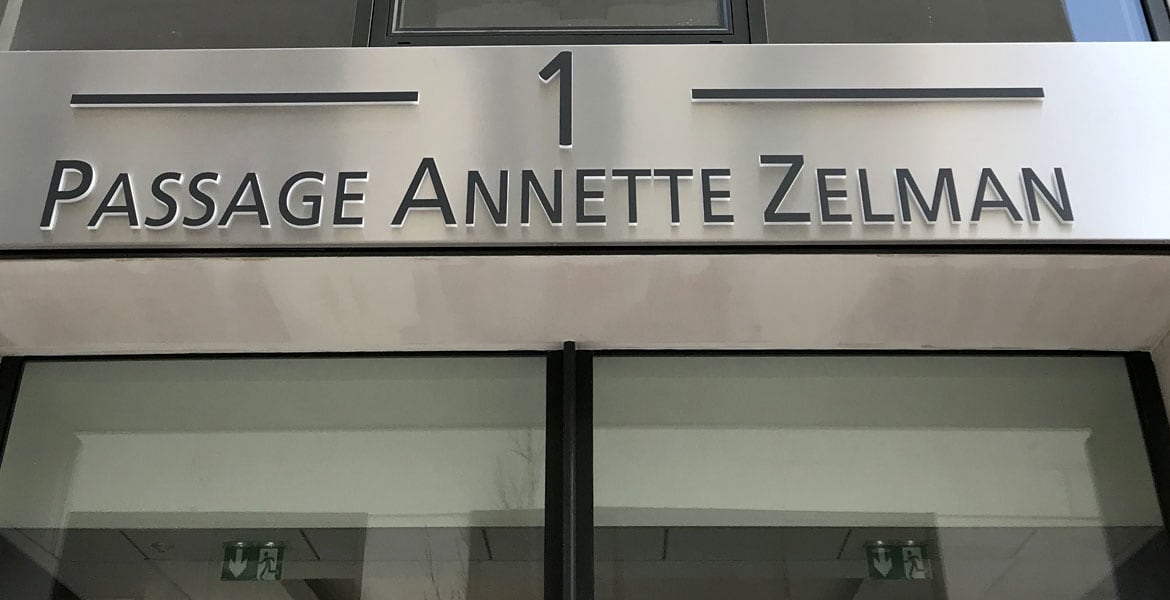 1
PASSAGE ANNETTE ZELMAN